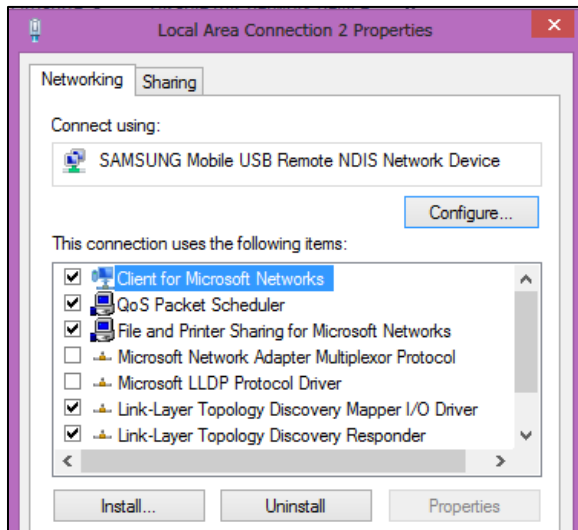 Local Area Connection 2 Properties
Networking
Sharing
Connect using:
SAMSUNG Mobile USB Remote NDIS Network Device
Configure...
This connection uses the following items:
Client for Microsoft Networks
QoS Packet Scheduler
File and Printer Sharing for Microsoft Networks
Microsoft Network Adapter Multiplexor Protocol
Microsoft LLDP Protocol Driver
Link-Layer Topology Discovery Mapper I/O Driver
Link-Layer Topology Discovery Responder
Install...
Uninstall
Properties